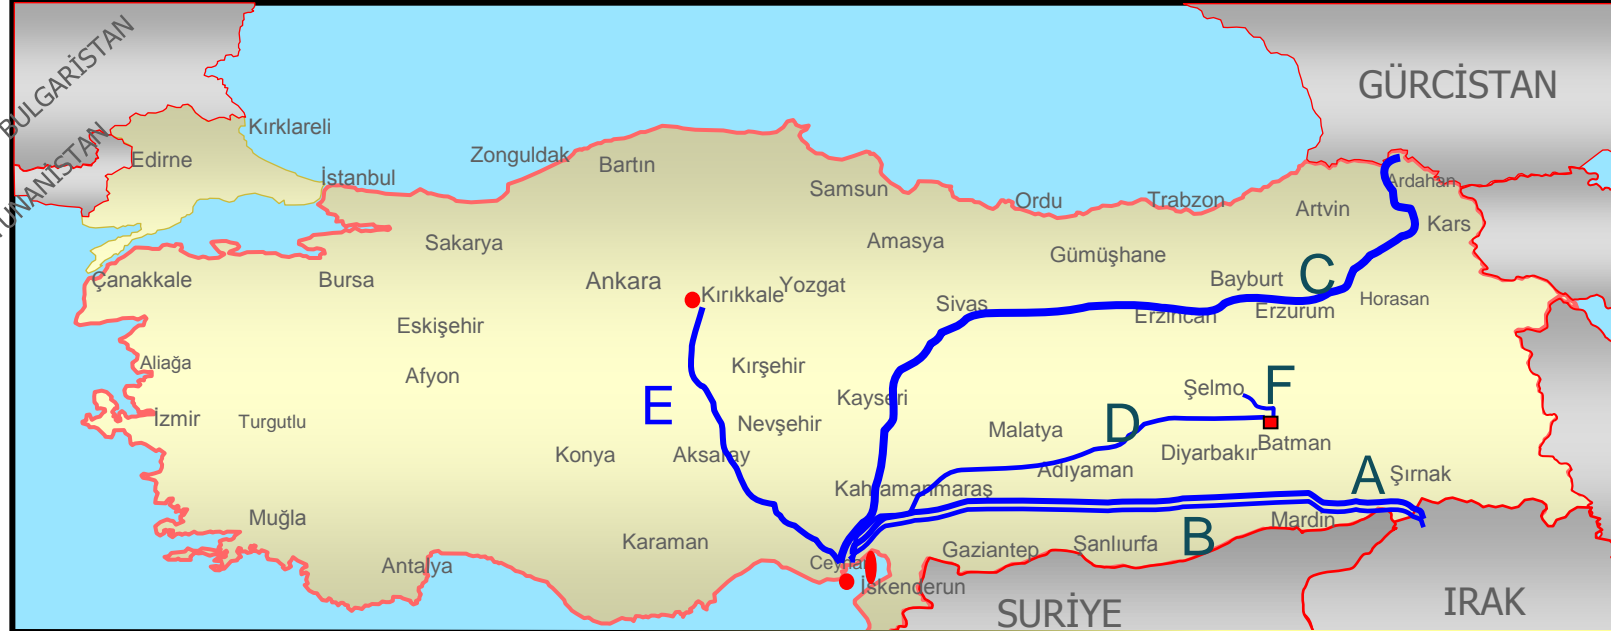 BULGARİSTAN
GÜRCİSTAN
Kırklareli
YUNANİSTAN
Edirne
Zonguldak
Bartın
İstanbul
Samsun
Ordu
Trabzon
Ardahan
Artvin
Kars
Sakarya
Amasya
Gümüşhane
Çanakkale
Bursa
Ankara
Kırıkkale
Yozgat
Bayburt
C
Sivas
Horasan
Erzincan
Erzurum
Eskişehir
Aliağa
Kırşehir
Afyon
Şelmo
F
Kayseri
E
İzmir
Turgutlu
Nevşehir
Malatya
D
Batman
Konya
Aksaray
Diyarbakır
Adıyaman
A
Şırnak
Kahramanmaraş
Muğla
Mardin
Karaman
Gaziantep
Şanlıurfa
B
Antalya
Ceyhan
İskenderun
SURİYE
IRAK